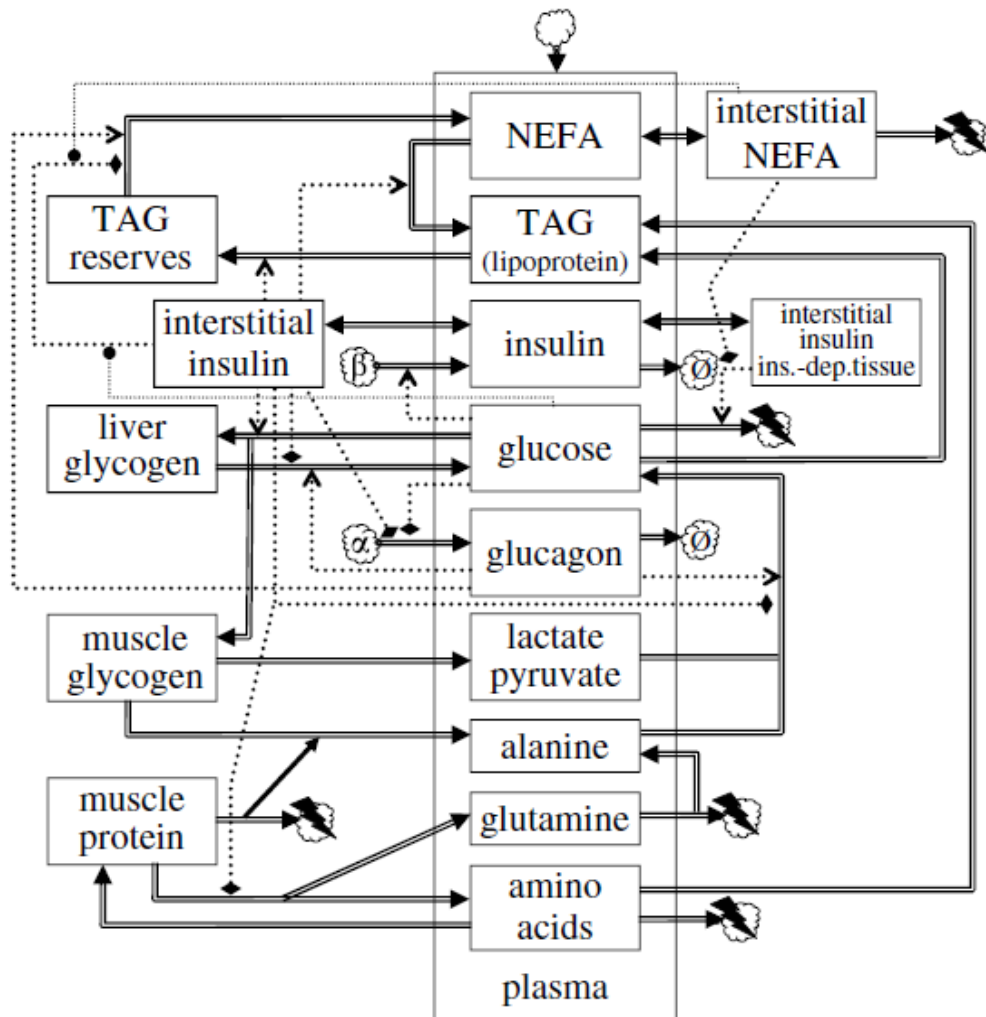 NEFA
interstitial
NEFA
TAG
reserves
TAG
(lipoprotein)
interstitial
insulin
β
insulin
Ø
interstitial
insulin
ins.-dep.tissue
liver
glycogen
glucose
α
glucagon
Ø
muscle
glycogen
lactate
pyruvate
alanine
muscle
protein
glutamine
amino
acids
plasma